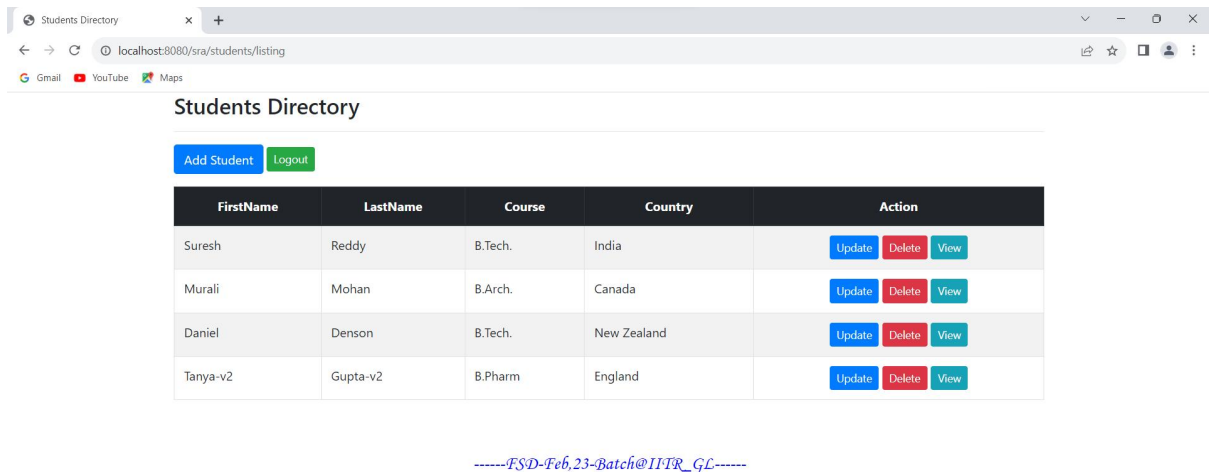 Students Directory
localhost:8080/sra/students/listing
Gmail YouTube Maps
Students Directory
Add Student Logout
FirstName LastName Course Country Action
Suresh Reddy B.Tech. India Update Delete View
Murali Mohan B.Arch. Canada Update Delete View
Daniel Denson B.Tech. New Zealand Update Delete View
Tanya-v2 Gupta-v2 B.Pharm England Update Delete View
------FSD-Feb,23-Batch@IITR_GL------